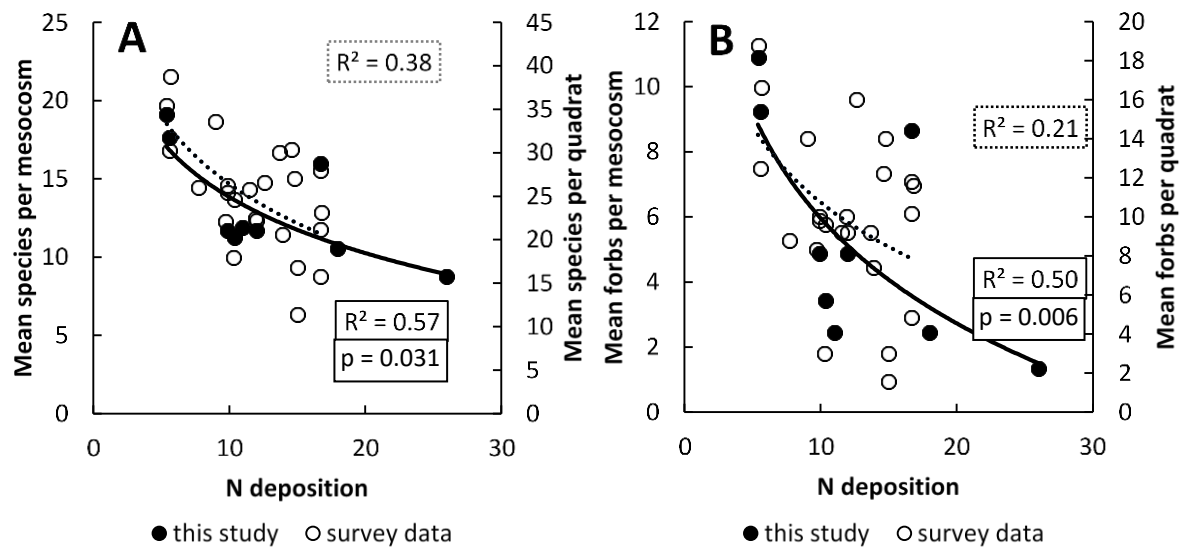 A
Mean species per mesocosm
25
20
15
10
5
0
R² = 0.38
R² = 0.57
p = 0.031
45
40
35
30
25
20
15
10
5
0
Mean species per quadrat
0 10 20 30
N deposition
this study survey data
B
Mean forbs per mesocosm
12
10
8
6
4
2
0
R² = 0.21
R² = 0.50
p = 0.006
20
18
16
14
12
10
8
6
4
2
0
Mean forbs per quadrat
0 10 20 30
N deposition
this study survey data